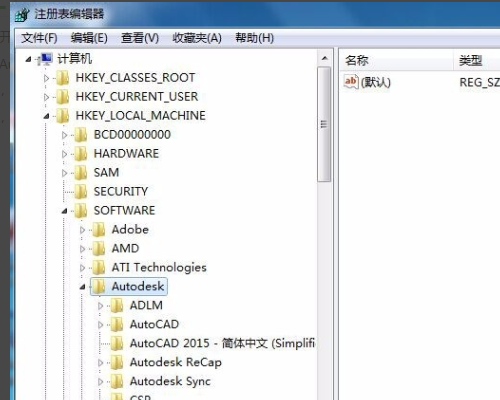 注册表编辑器
文件(F) 编辑(E) 查看(V) 收藏夹(A) 帮助(H)
计算机
HKEY_CLASSES_ROOT
HKEY_CURRENT_USER
HKEY_LOCAL_MACHINE
BCD00000000
HARDWARE
SAM
SECURITY
SOFTWARE
Adobe
AMD
ATI Technologies
Autodesk
ADLM
AutoCAD
AutoCAD 2015 - 简体中文 (Simplifi
Autodesk ReCap
Autodesk Sync
名称 类型
ab (默认) REG_SZ